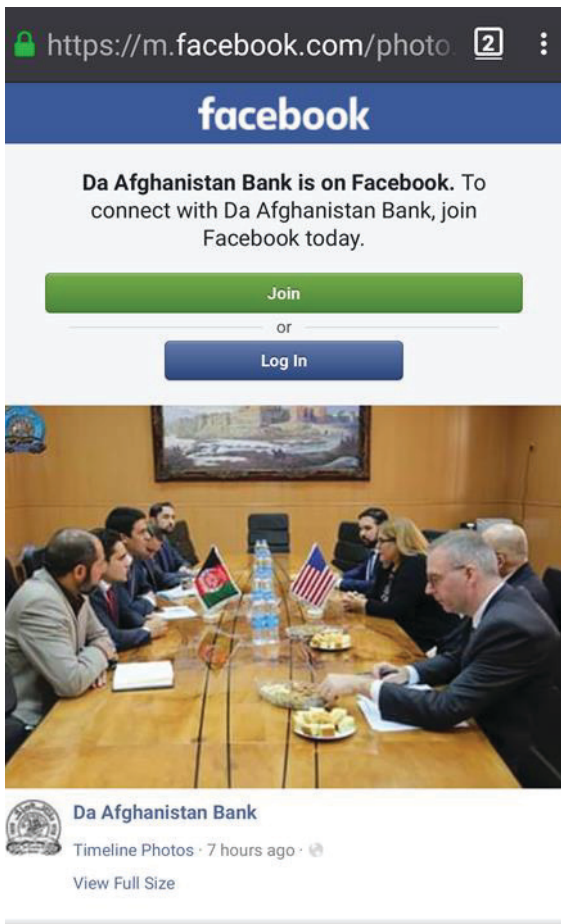 https://m.facebook.com/photo.
2
facebook
Da Afghanistan Bank is on Facebook. To
connect with Da Afghanistan Bank, join
Facebook today.
Join
or
Log In
Da Afghanistan Bank
Timeline Photos · 7 hours ago ·
View Full Size